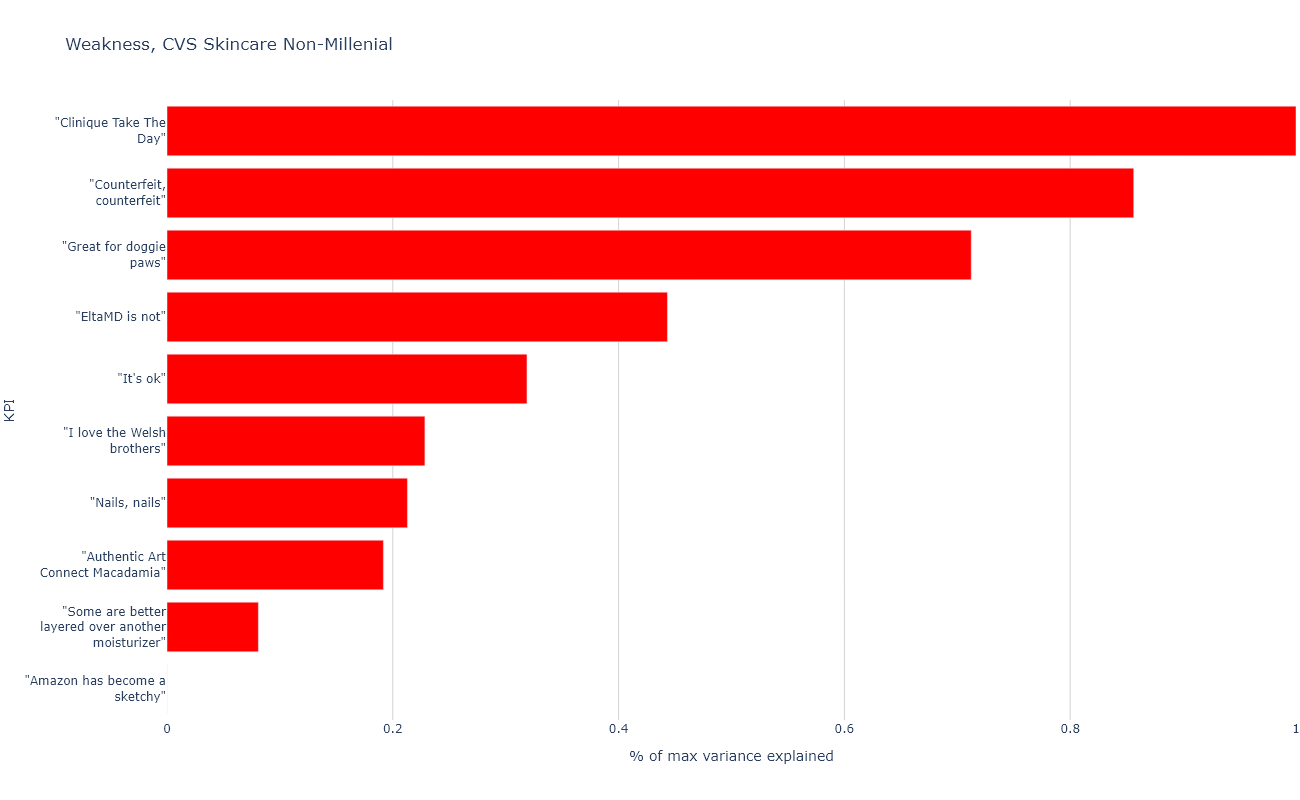 Weakness, CVS Skincare Non-Millenial
"Clinique Take The
Day"
"Counterfeit,
counterfeit"
"Great for doggie
paws"
"EltaMD is not"
"It's ok"
"I love the Welsh
brothers"
"Nails, nails"
"Authentic Art
Connect Macadamia"
"Some are better
layered over another
moisturizer"
"Amazon has become a
sketchy"
KPI
0
0.2
0.4
0.6
0.8
1
% of max variance explained